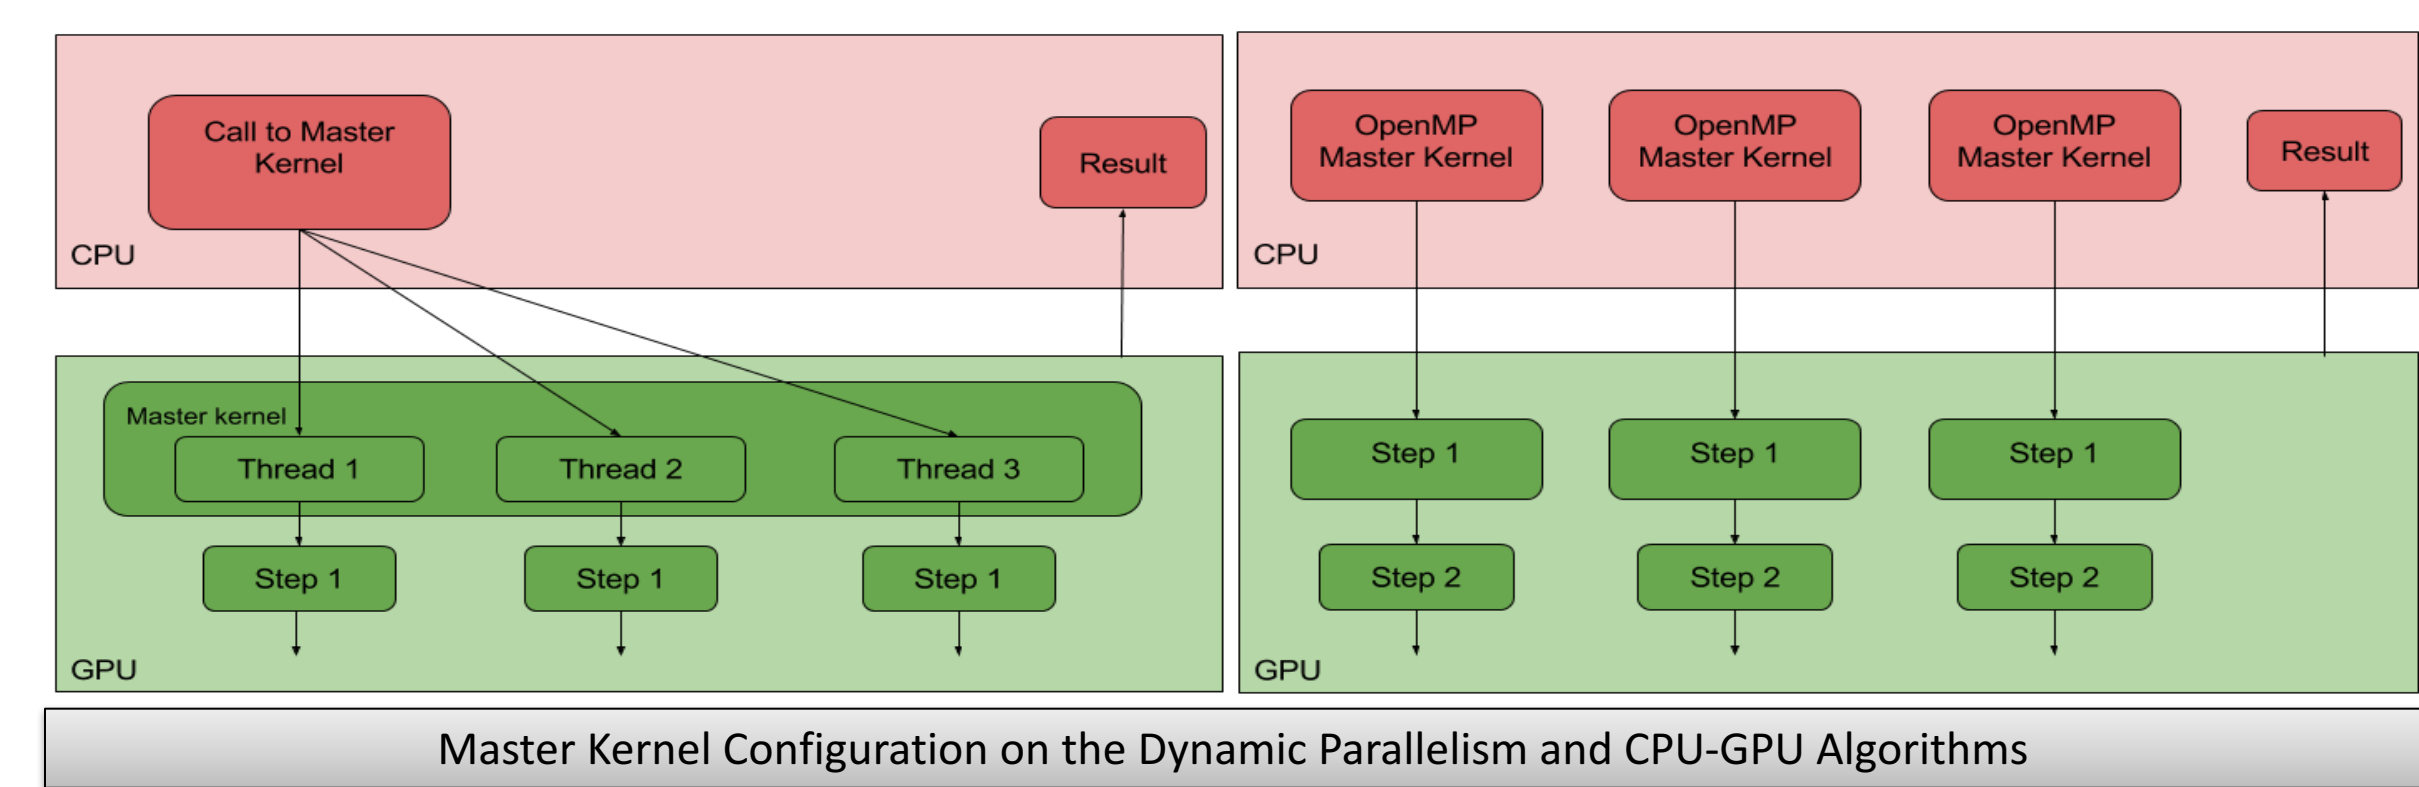 Call to Master
Kernel
Result
CPU
Master kernel
Thread 1
Thread 2
Thread 3
Step 1
Step 1
Step 1
GPU
OpenMP
Master Kernel
OpenMP
Master Kernel
OpenMP
Master Kernel
Result
CPU
Step 1
Step 1
Step 1
Step 2
Step 2
Step 2
GPU
Master Kernel Configuration on the Dynamic Parallelism and CPU-GPU Algorithms